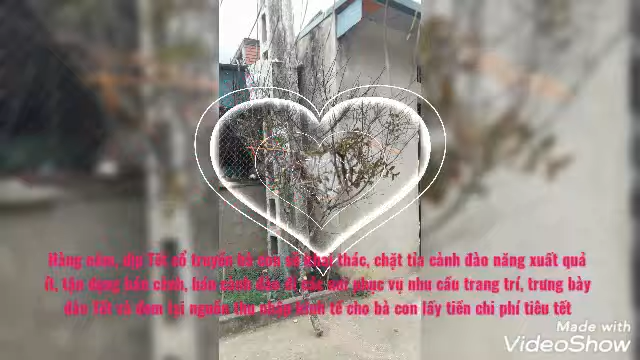 Hàng năm, dịp Tết cổ truyền bà con sẽ khai thác, chặt tỉa cành đào năng xuất quả
ít, tận dụng bán cành, bán cành đào đi các nơi phục vụ nhu cầu trang trí, trưng bày
đào Tết và đem lại nguồn thu nhập kinh tế cho bà con lấy tiền chi phí tiêu tết
Made with
VideoShow